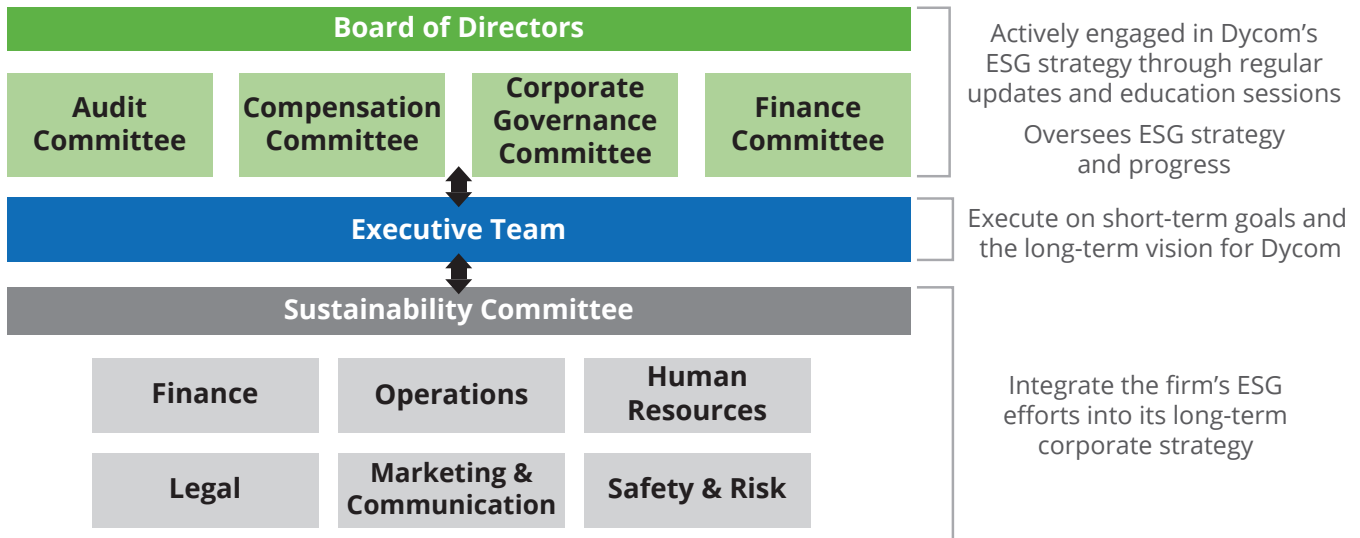 Board of Directors
Audit
Committee
Compensation
Committee
Corporate
Governance
Committee
Finance
Committee
Actively engaged in Dycom’s
ESG strategy through regular
updates and education sessions
Oversees ESG strategy
and progress
Executive Team
Execute on short-term goals and
the long-term vision for Dycom
Sustainability Committee
Finance
Operations
Human
Resources
Legal
Marketing &
Communication
Safety & Risk
Integrate the firm’s ESG
efforts into its long-term
corporate strategy